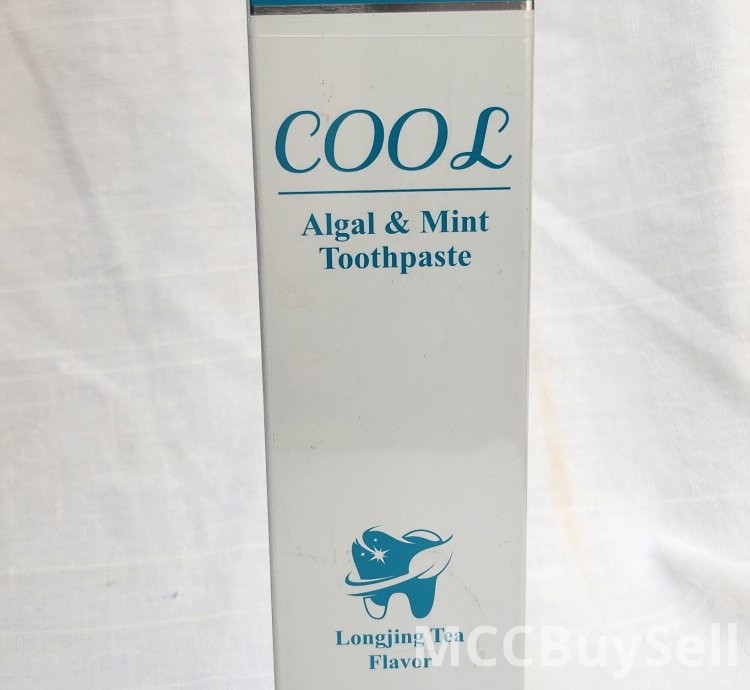 COOL
Algal & Mint
Toothpaste
Longjing Tea
Flavor
MCCBuySell